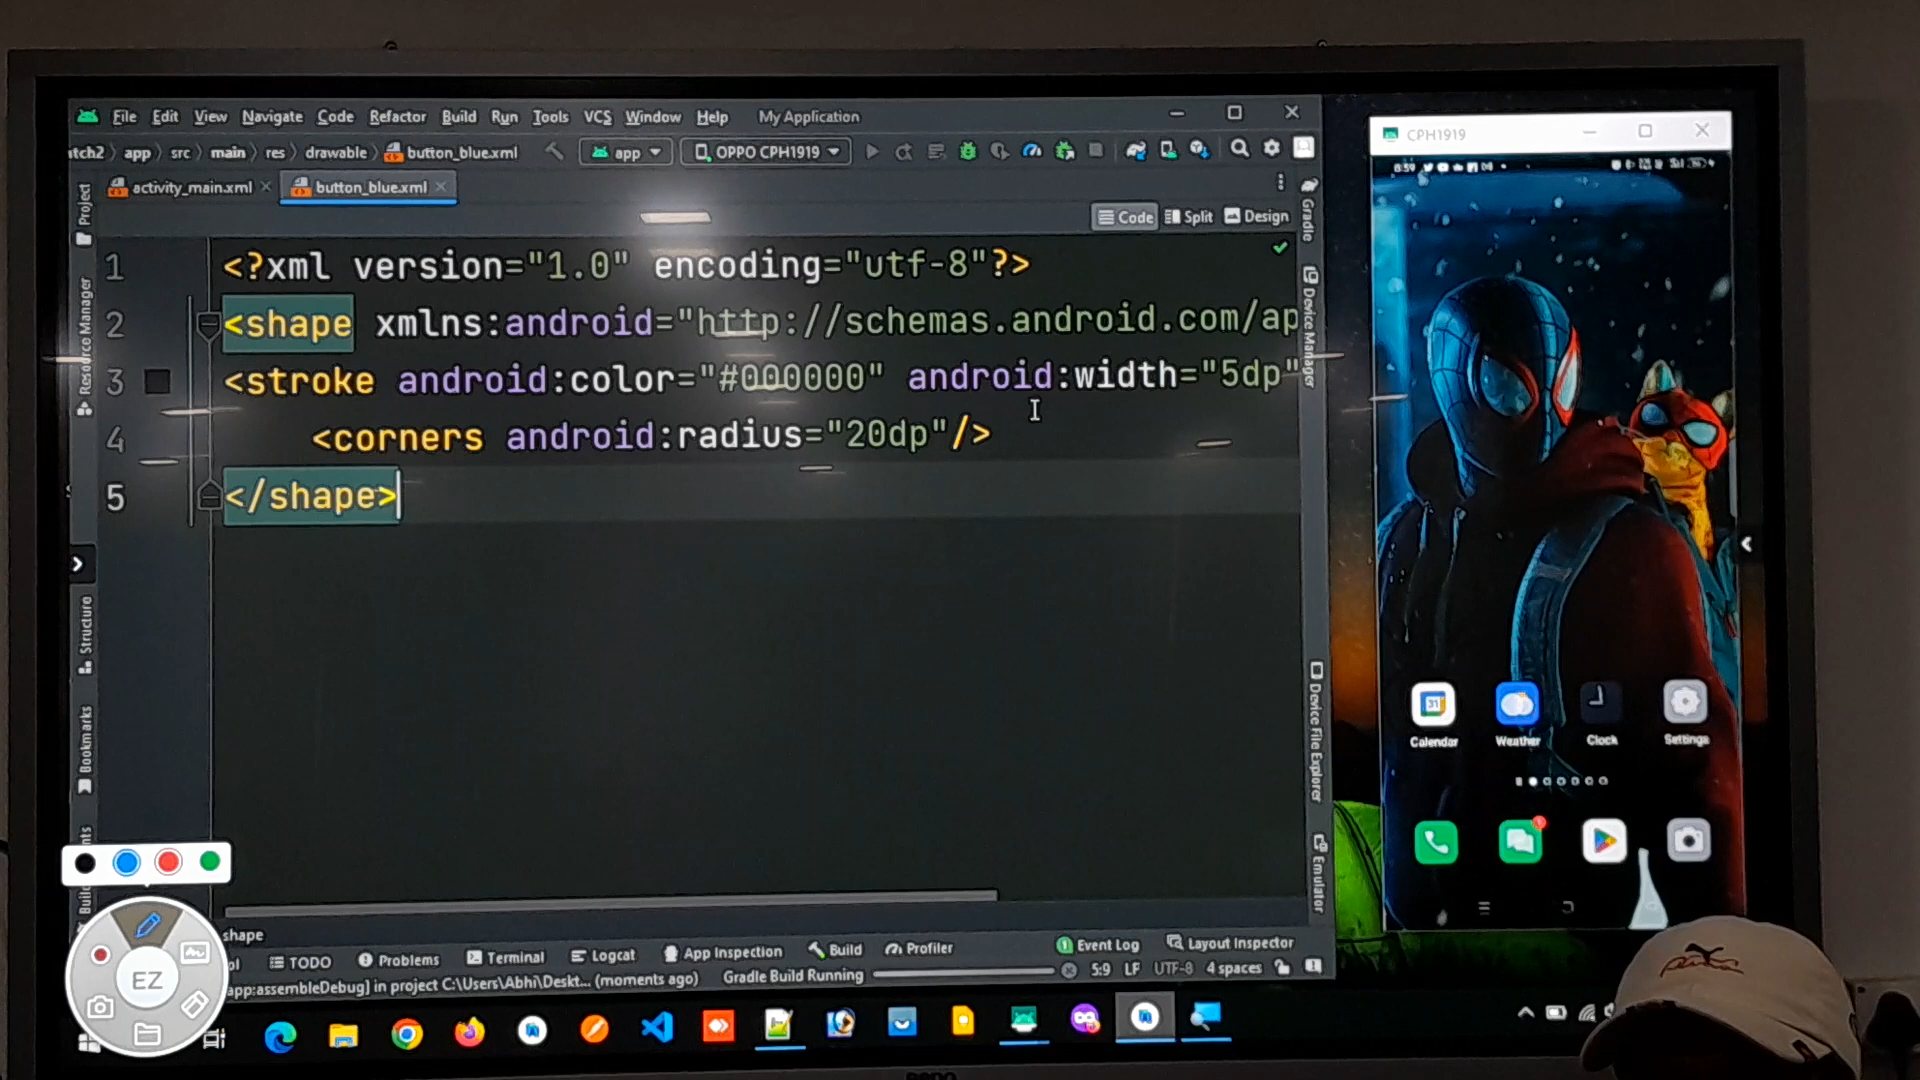 File Edit View Navigate Code Refactor Build Run Tools VCS Window Help My Application
CPH1919
app src main res drawable button_blue.xml app OPPO CPH1919
8:59
activity_main.xml button_blue.xml
Code Split Design
Project
Resource Manager
Structure
Bookmarks
Gradle
Device Manager
Device File Explorer
Emulator
1 <?xml version="1.0" encoding="utf-8"?>
2 <shape xmlns:android="http://schemas.android.com/ap
3 <stroke android:color="#000000" android:width="5dp"
4 <corners android:radius="20dp"/>
5 </shape>
31
Calendar Weather Clock Settings
shape
TODO Problems Terminal Logcat App Inspection Build Profiler Event Log Layout Inspector
app:assembleDebug] in project C:\Users\Abhi\Deskt... (moments ago) Gradle Build Running 5:9 LF UTF-8 4 spaces
EZ
PUMA